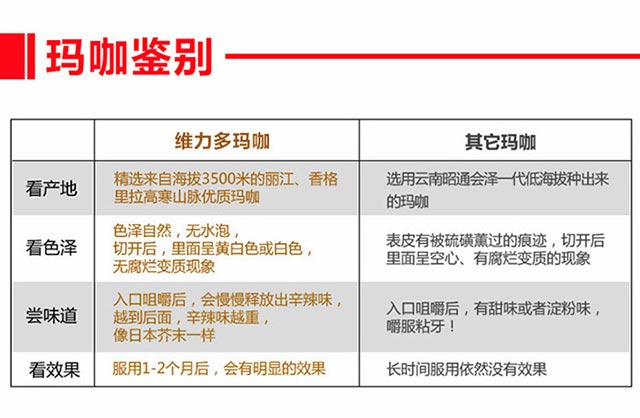 玛咖鉴别
维力多玛咖
其它玛咖
看产地
精选来自海拔3500米的丽江、香格
里拉高寒山脉优质玛咖
选用云南昭通会泽一代低海拔种出来
的玛咖
看色泽
色泽自然，无水泡，
切开后，里面呈黄白色或白色，
无腐烂变质现象
表皮有被硫磺薰过的痕迹，切开后
里面呈空心、有腐烂变质的现象
尝味道
入口咀嚼后，会慢慢释放出辛辣味，
越到后面，辛辣味越重，
像日本芥末一样
入口咀嚼后，有甜味或者淀粉味，
嚼服粘牙！
看效果
服用1-2个月后，会有明显的效果
长时间服用依然没有效果